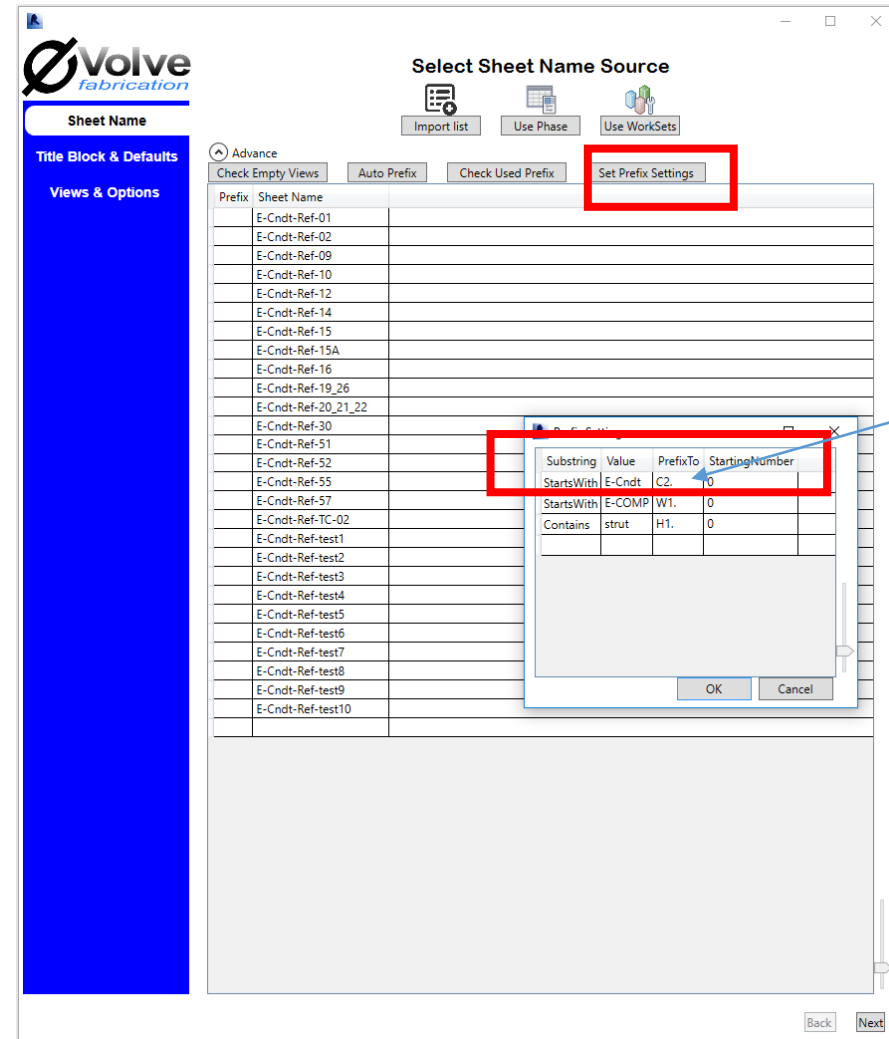 R
ØVolve
fabrication
Select Sheet Name Source
Sheet Name
Title Block & Defaults
Views & Options
Import list Use Phase Use WorkSets
Advance
Check Empty Views Auto Prefix Check Used Prefix Set Prefix Settings
Prefix Sheet Name
E-Cndt-Ref-01
E-Cndt-Ref-02
E-Cndt-Ref-09
E-Cndt-Ref-10
E-Cndt-Ref-12
E-Cndt-Ref-14
E-Cndt-Ref-15
E-Cndt-Ref-15A
E-Cndt-Ref-16
E-Cndt-Ref-19_26
E-Cndt-Ref-20_21_22
E-Cndt-Ref-30
E-Cndt-Ref-51
E-Cndt-Ref-52
E-Cndt-Ref-55
E-Cndt-Ref-57
E-Cndt-Ref-TC-02
E-Cndt-Ref-test1
E-Cndt-Ref-test2
E-Cndt-Ref-test3
E-Cndt-Ref-test4
E-Cndt-Ref-test5
E-Cndt-Ref-test6
E-Cndt-Ref-test7
E-Cndt-Ref-test8
E-Cndt-Ref-test9
E-Cndt-Ref-test10
Substring Value PrefixTo StartingNumber
StartsWith E-Cndt C2. 0
StartsWith E-COMP W1. 0
Contains strut H1. 0
OK Cancel
Back Next